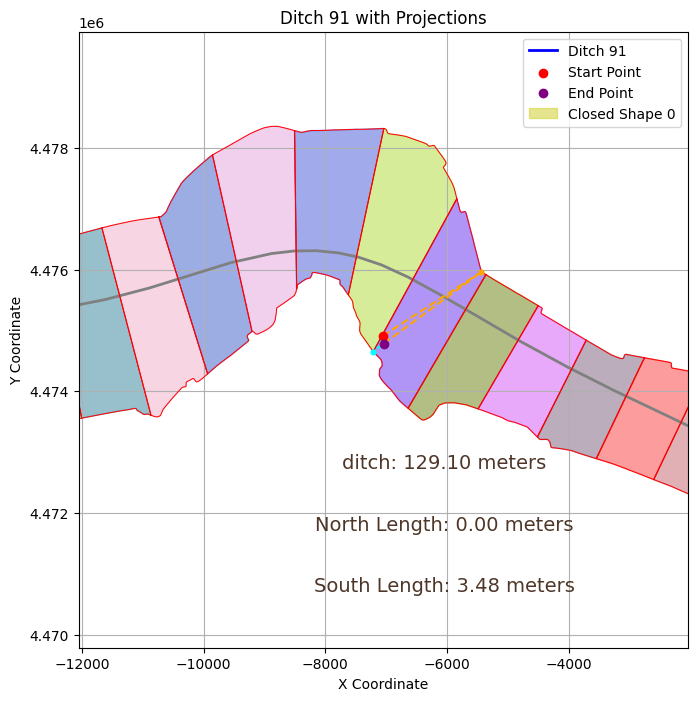 Ditch 91 with Projections
1e6
Ditch 91
Start Point
End Point
Closed Shape 0
4.478
4.476
4.474
4.472
4.470
Y Coordinate
ditch: 129.10 meters
North Length: 0.00 meters
South Length: 3.48 meters
−12000 −10000 −8000 −6000 −4000
X Coordinate